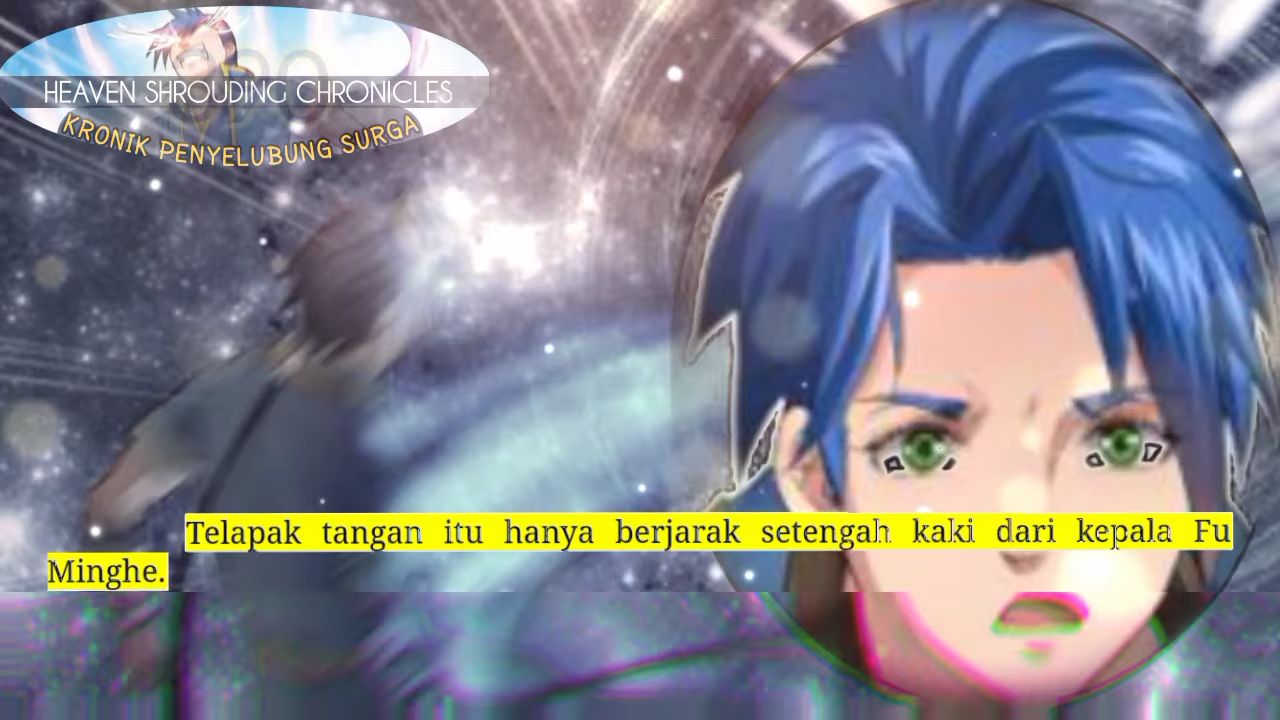 HEAVEN SHROUDING CHRONICLES
KRONIK PENYELUBUNG SURGA
Telapak tangan itu hanya berjarak setengah kaki dari kepala Fu
Minghe.